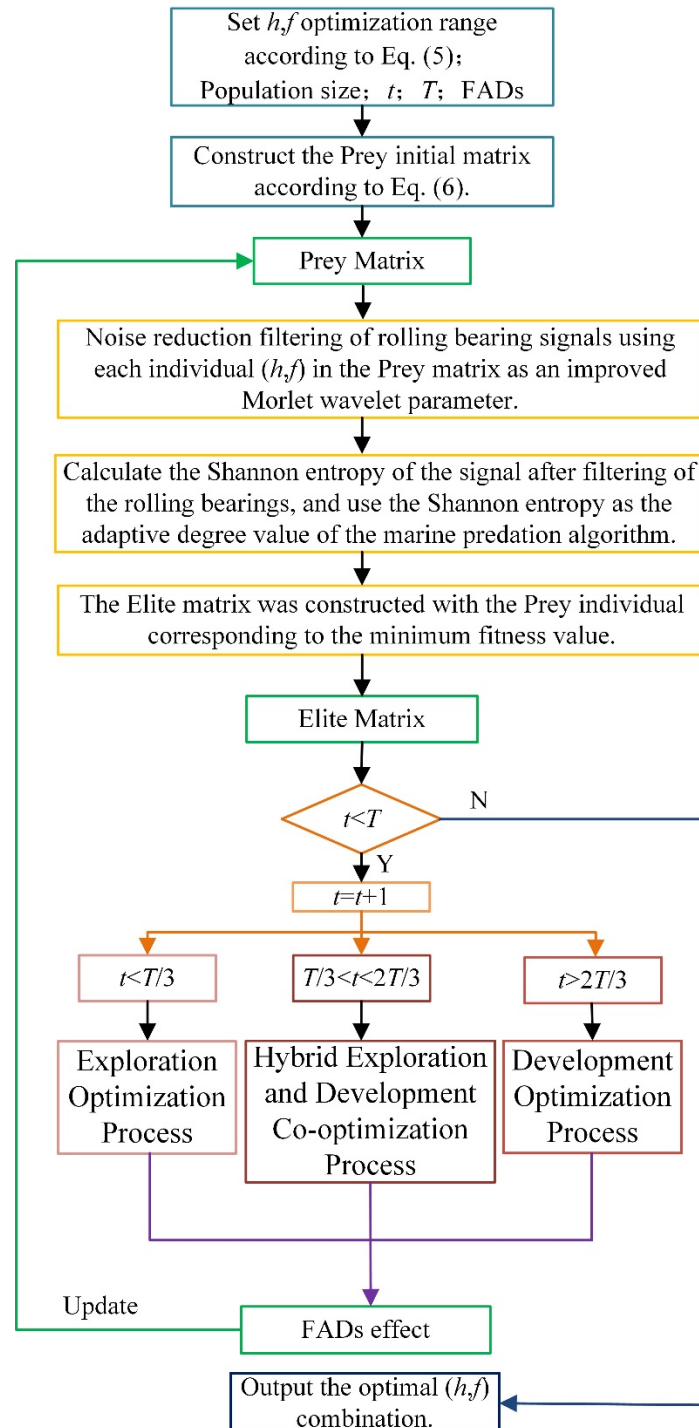 Set h,f optimization range
according to Eq. (5)；
Population size；t；T；FADs
Construct the Prey initial matrix
according to Eq. (6).
Prey Matrix
Noise reduction filtering of rolling bearing signals using
each individual (h,f) in the Prey matrix as an improved
Morlet wavelet parameter.
Calculate the Shannon entropy of the signal after filtering of
the rolling bearings, and use the Shannon entropy as the
adaptive degree value of the marine predation algorithm.
The Elite matrix was constructed with the Prey individual
corresponding to the minimum fitness value.
Elite Matrix
t<T
N
Y
t=t+1
t<T/3
T/3<t<2T/3
t>2T/3
Exploration
Optimization
Process
Hybrid Exploration
and Development
Co-optimization
Process
Development
Optimization
Process
Update
FADs effect
Output the optimal (h,f)
combination.